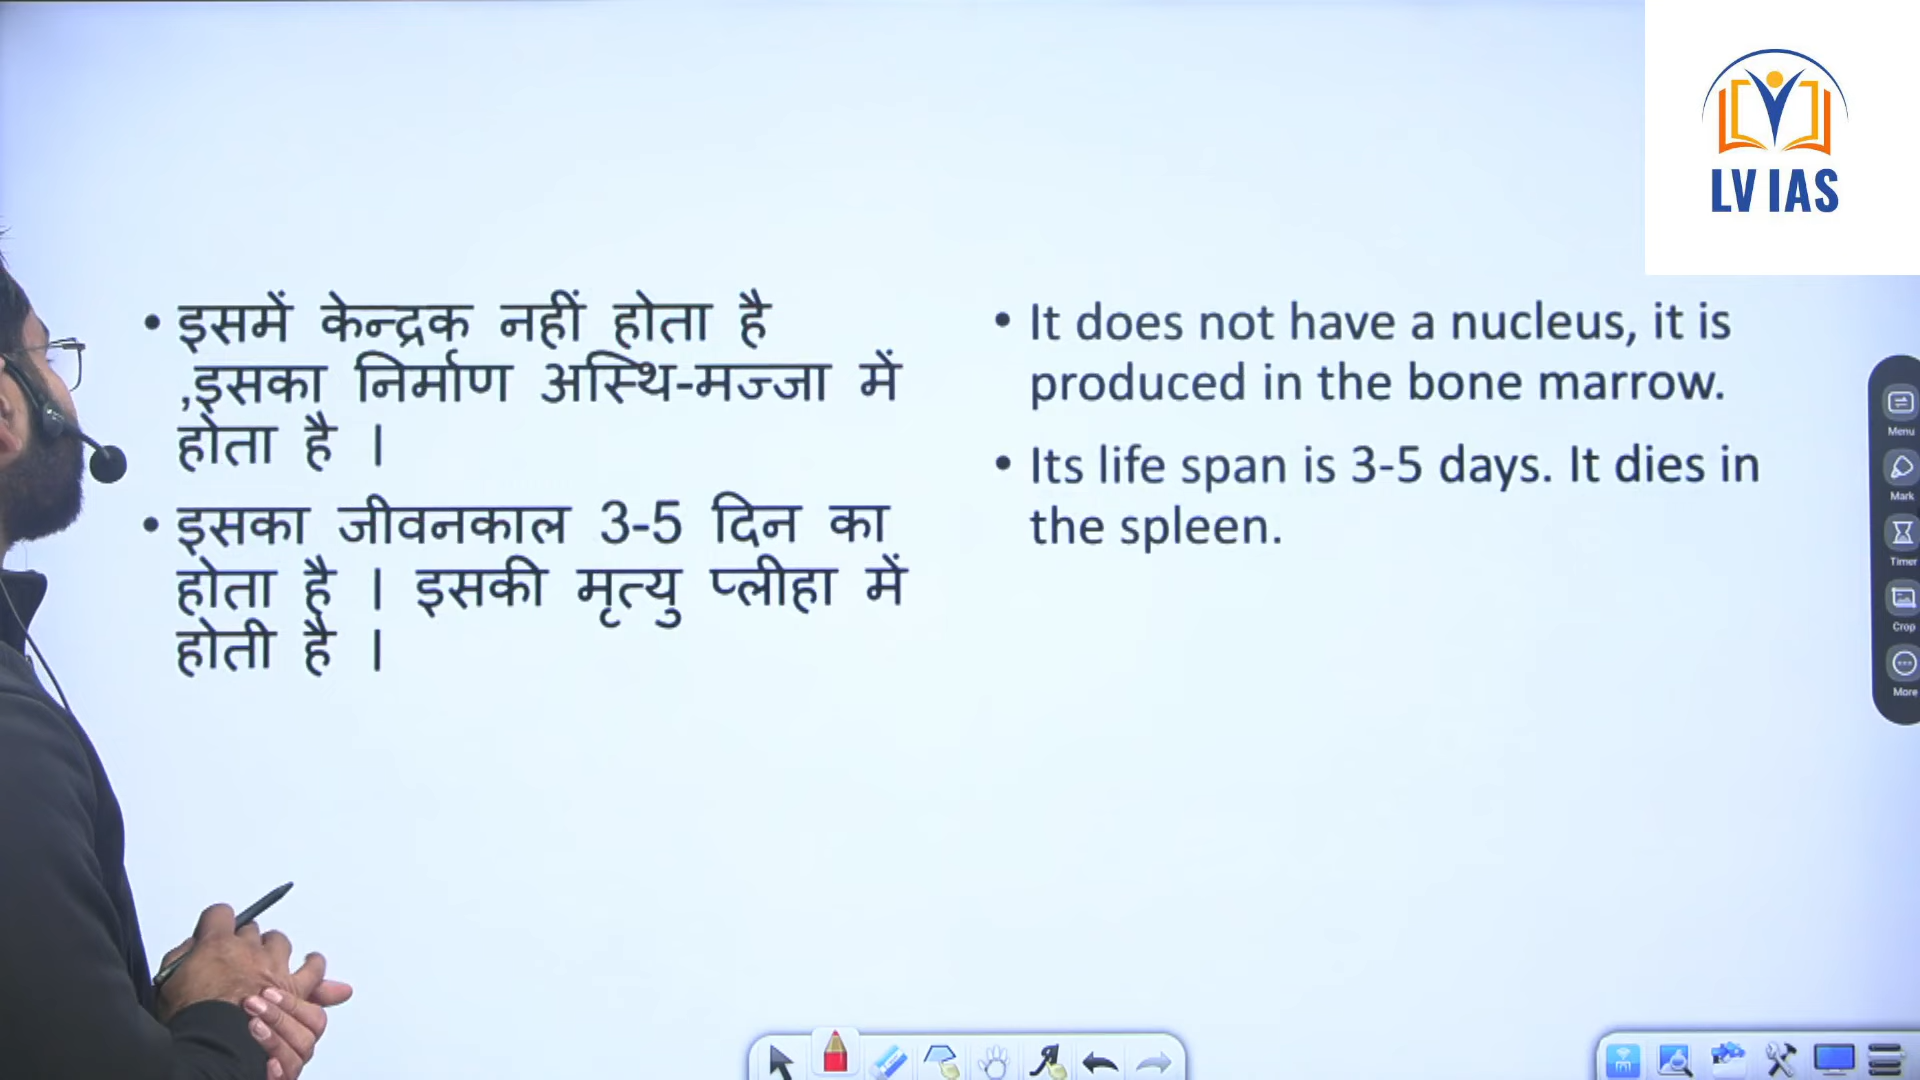 LV IAS
• इसमें केन्द्रक नहीं होता है
,इसका निर्माण अस्थि-मज्जा में
होता है ।
• इसका जीवनकाल 3-5 दिन का
होता है । इसकी मृत्यु प्लीहा में
होती है ।
• It does not have a nucleus, it is
produced in the bone marrow.
• Its life span is 3-5 days. It dies in
the spleen.
Menu
Mark
Timer
Crop
More